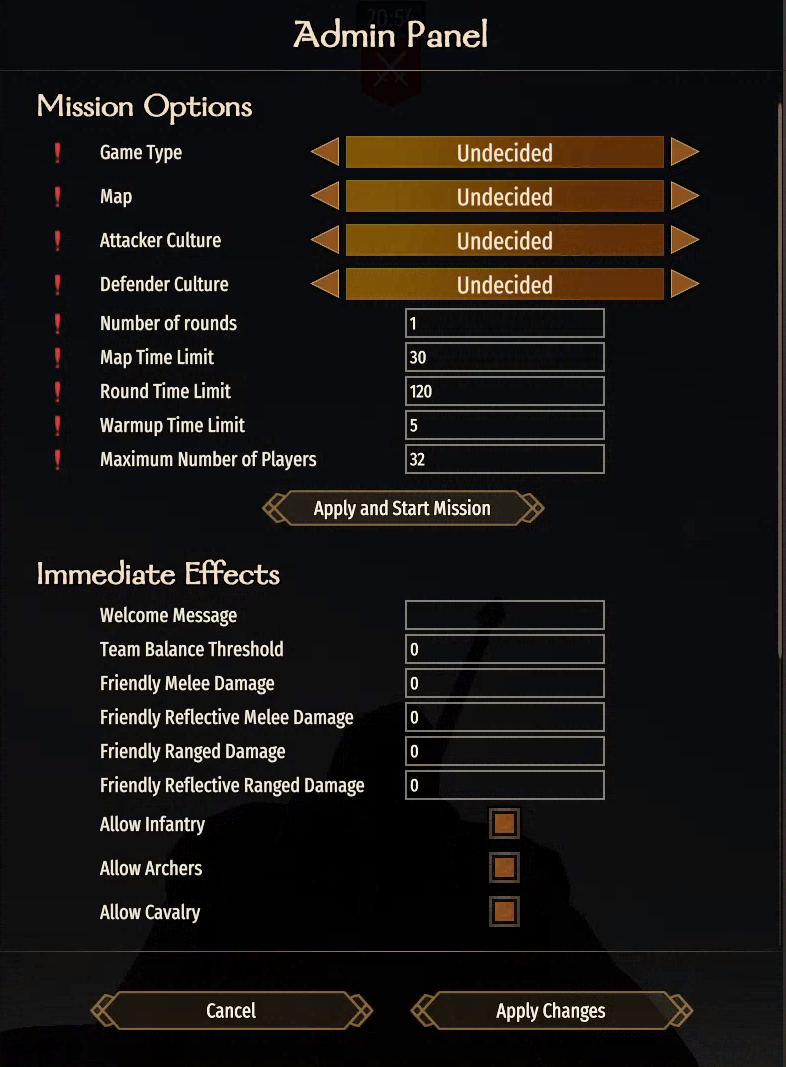 Admin Panel
Mission Options
! Game Type Undecided
! Map Undecided
! Attacker Culture Undecided
! Defender Culture Undecided
! Number of rounds 1
! Map Time Limit 30
! Round Time Limit 120
! Warmup Time Limit 5
! Maximum Number of Players 32
Apply and Start Mission
Immediate Effects
Welcome Message
Team Balance Threshold 0
Friendly Melee Damage 0
Friendly Reflective Melee Damage 0
Friendly Ranged Damage 0
Friendly Reflective Ranged Damage 0
Allow Infantry
Allow Archers
Allow Cavalry
Cancel Apply Changes